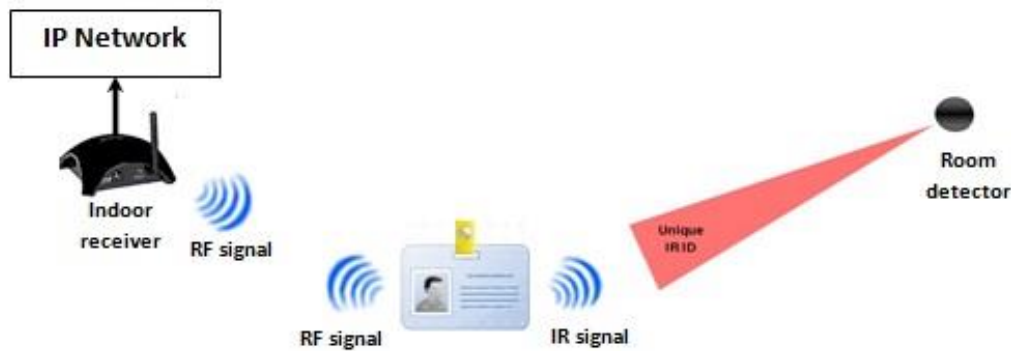 IP Network
Indoor
receiver
RF signal
RF signal
IR signal
Unique
IR ID
Room
detector